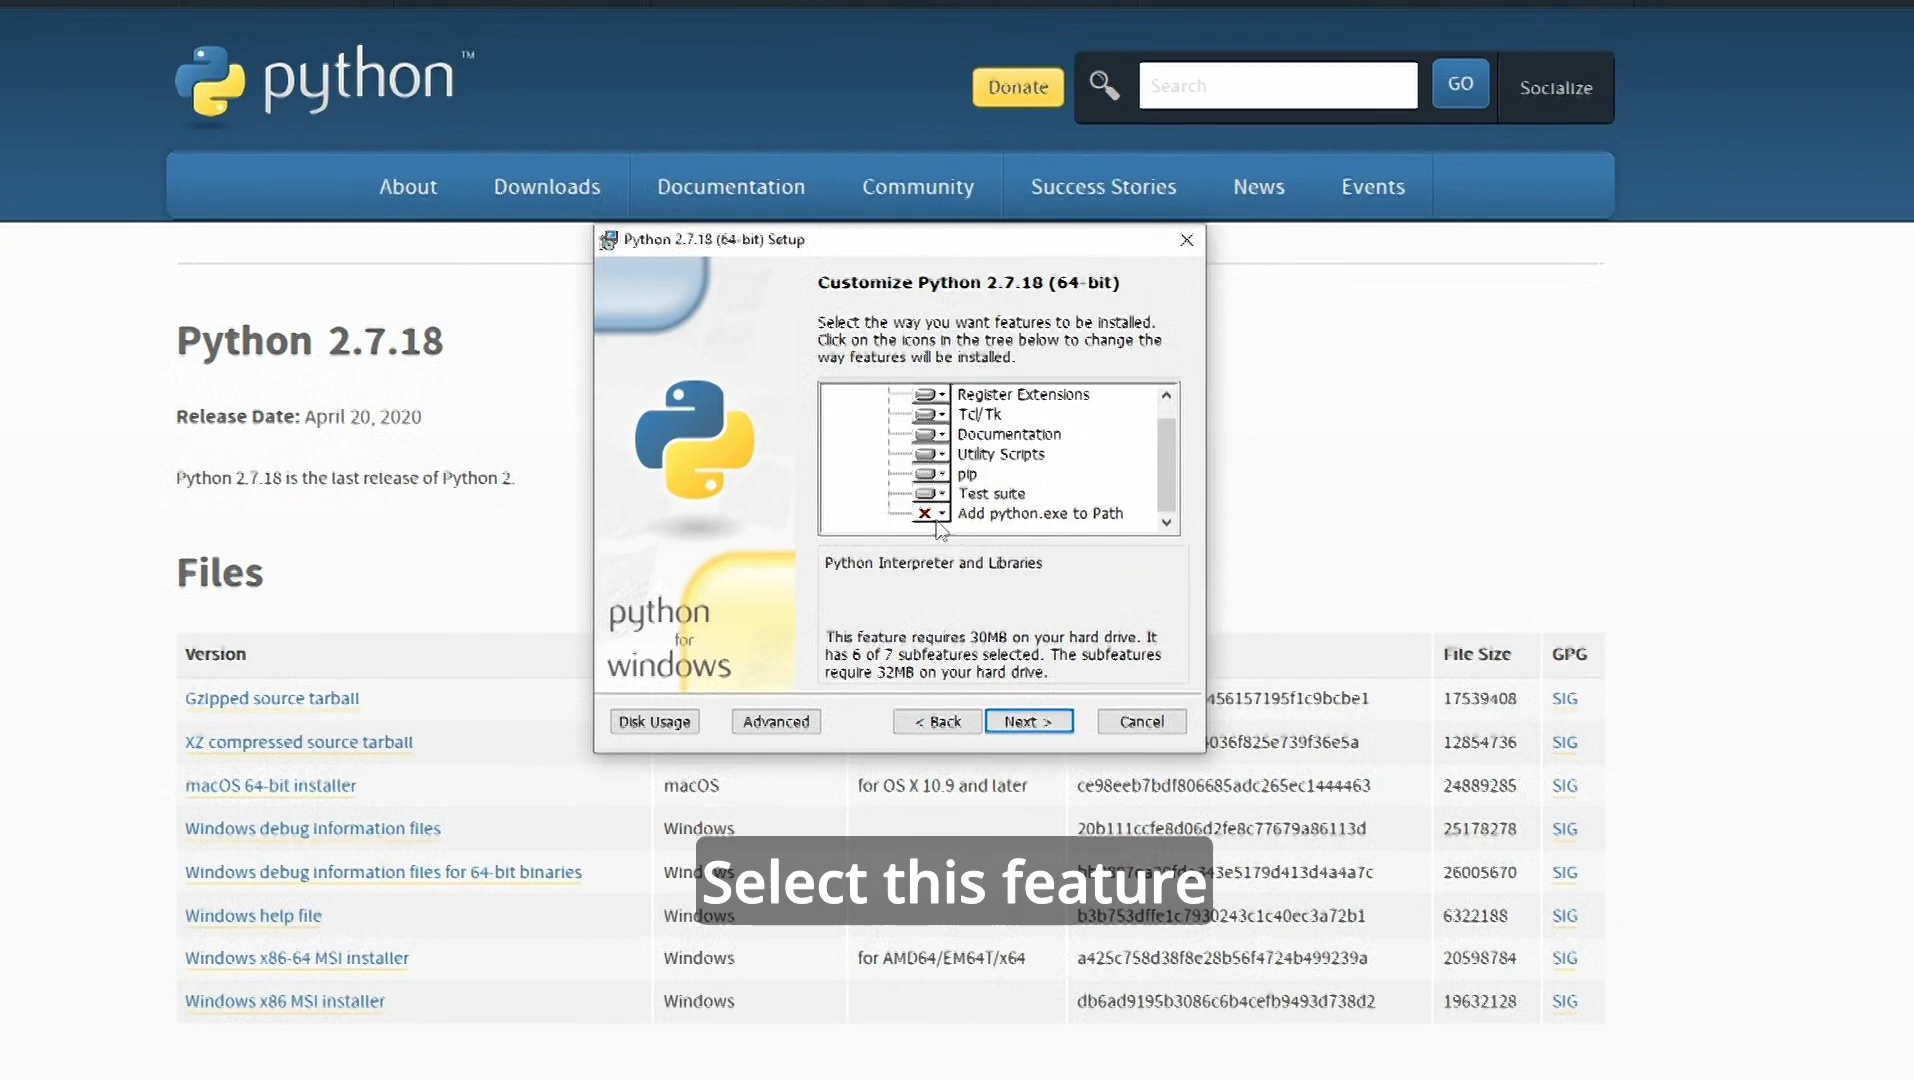 python™
Donate
Search
GO
Socialize
About
Downloads
Documentation
Community
Success Stories
News
Events
Python 2.7.18 (64-bit) Setup
Customize Python 2.7.18 (64-bit)
Select the way you want features to be installed.
Click on the icons in the tree below to change the
way features will be installed.
Register Extensions
Tcl/Tk
Documentation
Utility Scripts
pip
Test suite
Add python.exe to Path
Python Interpreter and Libraries
This feature requires 30MB on your hard drive. It
has 6 of 7 subfeatures selected. The subfeatures
require 32MB on your hard drive.
python
for
windows
Disk Usage
Advanced
< Back
Next >
Cancel
Python 2.7.18
Release Date: April 20, 2020
Python 2.7.18 is the last release of Python 2.
Files
Version File Size GPG
Gzipped source tarball 456157195f1c9bcbe1 17539408 SIG
XZ compressed source tarball 036f825e739f36e5a 12854736 SIG
macOS 64-bit installer macOS for OS X 10.9 and later ce98eeb7bdf806685adc265ec1444463 24889285 SIG
Windows debug information files Windows 20b111ccfe8d06d2fe8c77679a86113d 25178278 SIG
Windows debug information files for 64-bit binaries 26005670 SIG
Windows help file Windows b3b753dffe1c7930243c1c40ec3a72b1 6322188 SIG
Windows x86-64 MSI installer Windows for AMD64/EM64T/x64 a425c758d38f8e28b56f4724b499239a 20598784 SIG
Windows x86 MSI installer Windows db6ad9195b3086c6b4cefb9493d738d2 19632128 SIG
Select this feature